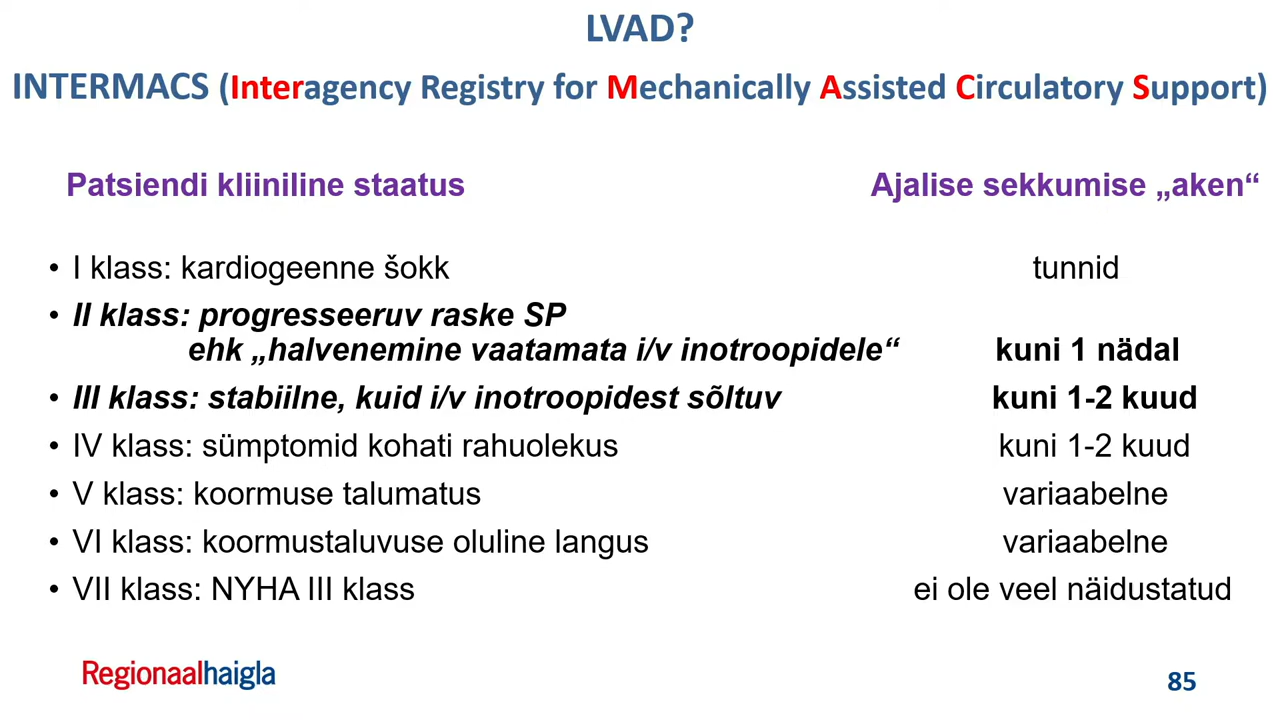 LVAD?
INTERMACS (Interagency Registry for Mechanically Assisted Circulatory Support)
Patsiendi kliiniline staatus Ajalise sekkumise „aken“
• I klass: kardiogeenne šokk tunnid
• II klass: progresseeruv raske SP
ehk „halvenemine vaatamata i/v inotroopidele“ kuni 1 nädal
• III klass: stabiilne, kuid i/v inotroopidest sõltuv kuni 1-2 kuud
• IV klass: sümptomid kohati rahuolekus kuni 1-2 kuud
• V klass: koormuse talumatus variaabelne
• VI klass: koormustaluvuse oluline langus variaabelne
• VII klass: NYHA III klass ei ole veel näidustatud
Regionaalhaigla 85